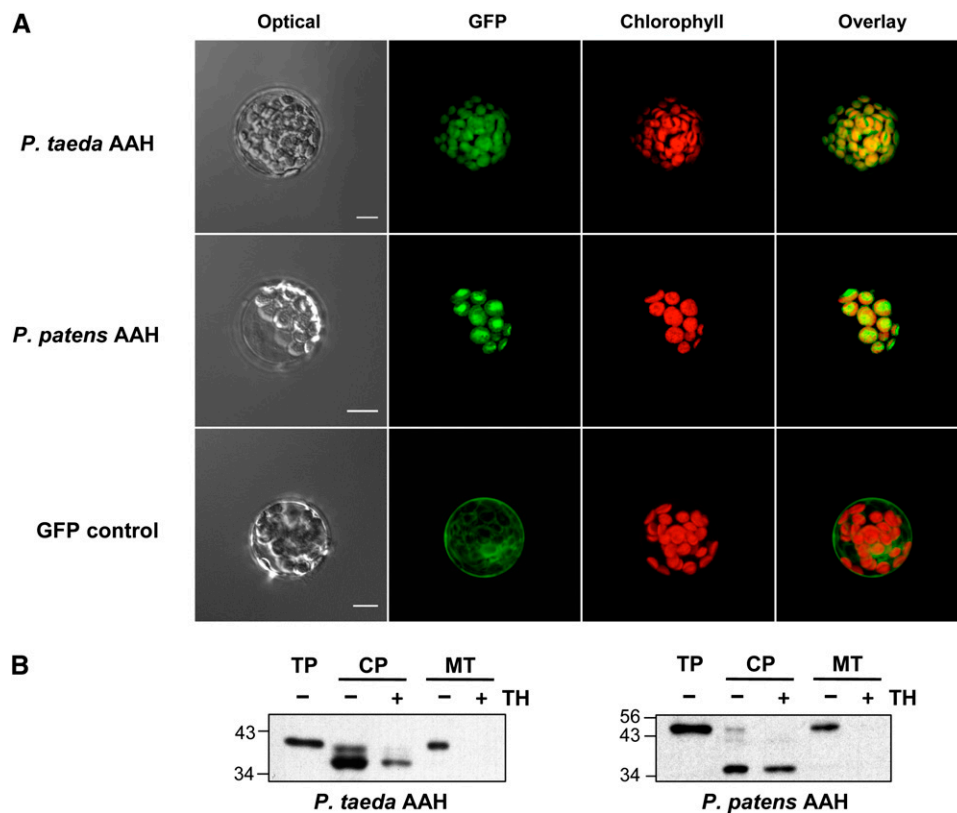 A
Optical GFP Chlorophyll Overlay
P. taeda AAH
P. patens AAH
GFP control
B
TP CP MT TP CP MT
− − + − + TH − − + − + TH
43 56
43
34 34
P. taeda AAH P. patens AAH